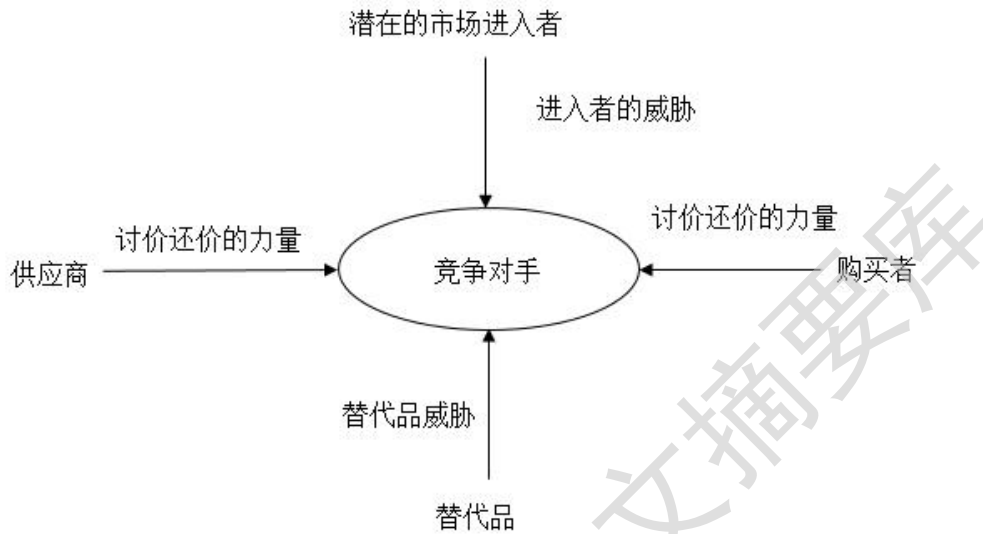 潜在的市场进入者
进入者的威胁
讨价还价的力量
讨价还价的力量
供应商
竞争对手
购买者
替代品威胁
替代品
文摘要库